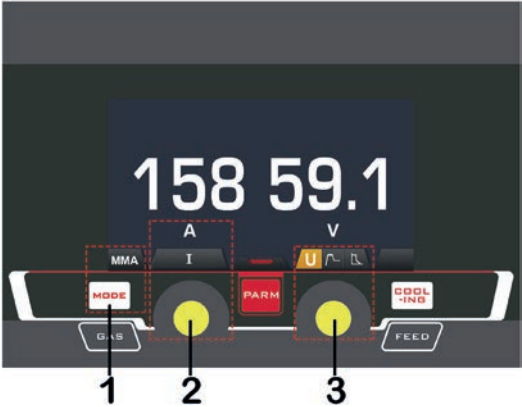 158 59.1
A V
MMA I U
MODE PARM COOL
-ING
GAS FEED
1 2 3